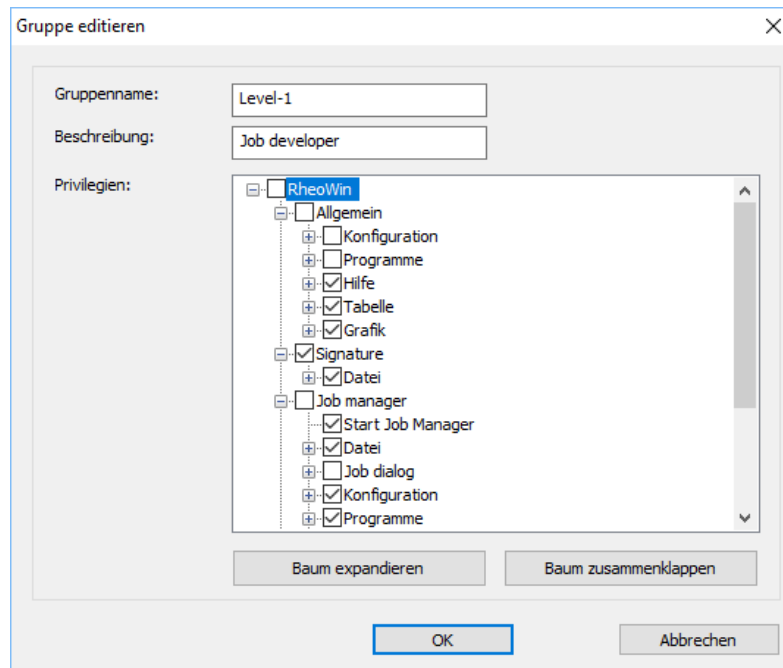 Gruppe editieren
Gruppenname:
Level-1
Beschreibung:
Job developer
Privilegien:
RheoWin
Allgemein
Konfiguration
Programme
Hilfe
Tabelle
Grafik
Signature
Datei
Job manager
Start Job Manager
Datei
Job dialog
Konfiguration
Programme
Baum expandieren
Baum zusammenklappen
OK
Abbrechen